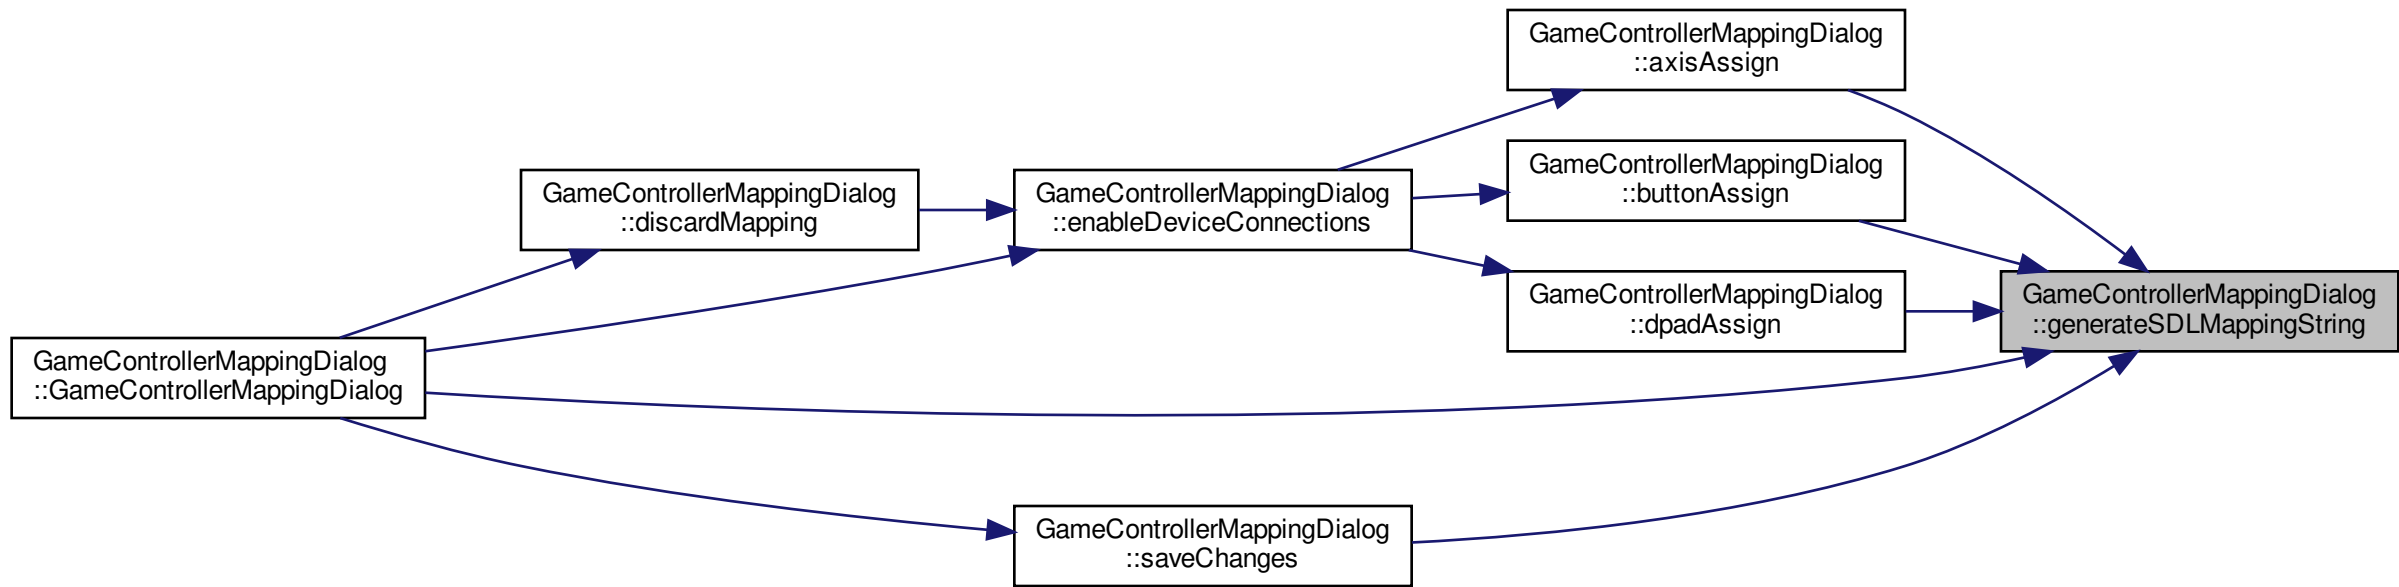 GameControllerMappingDialog
::axisAssign
GameControllerMappingDialog
::buttonAssign
GameControllerMappingDialog
::discardMapping
GameControllerMappingDialog
::enableDeviceConnections
GameControllerMappingDialog
::dpadAssign
GameControllerMappingDialog
::generateSDLMappingString
GameControllerMappingDialog
::GameControllerMappingDialog
GameControllerMappingDialog
::saveChanges